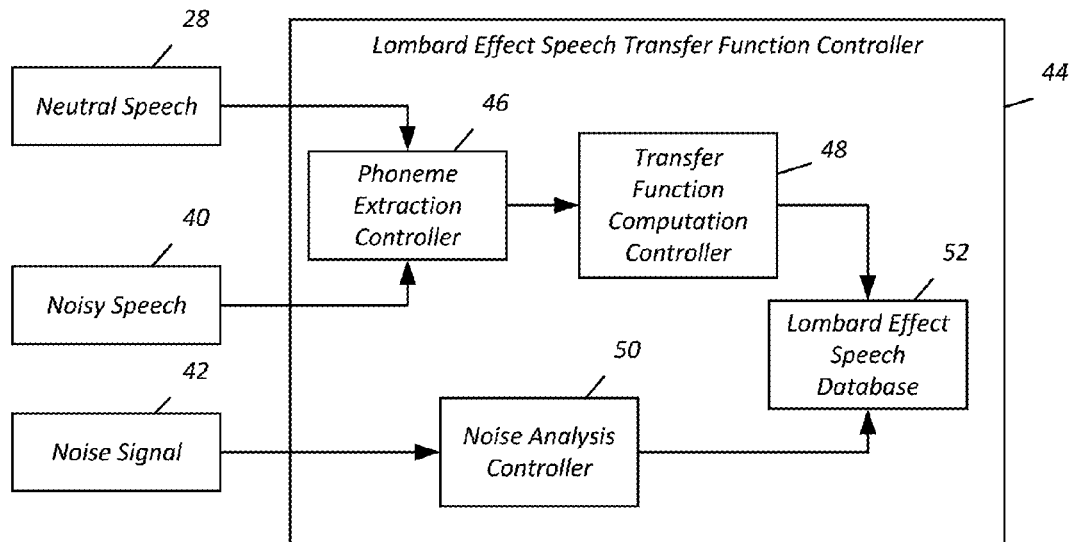 28
Neutral Speech
Lombard Effect Speech Transfer Function Controller
44
46
Phoneme
Extraction
Controller
48
Transfer
Function
Computation
Controller
40
Noisy Speech
52
Lombard Effect
Speech
Database
42
Noise Signal
50
Noise Analysis
Controller